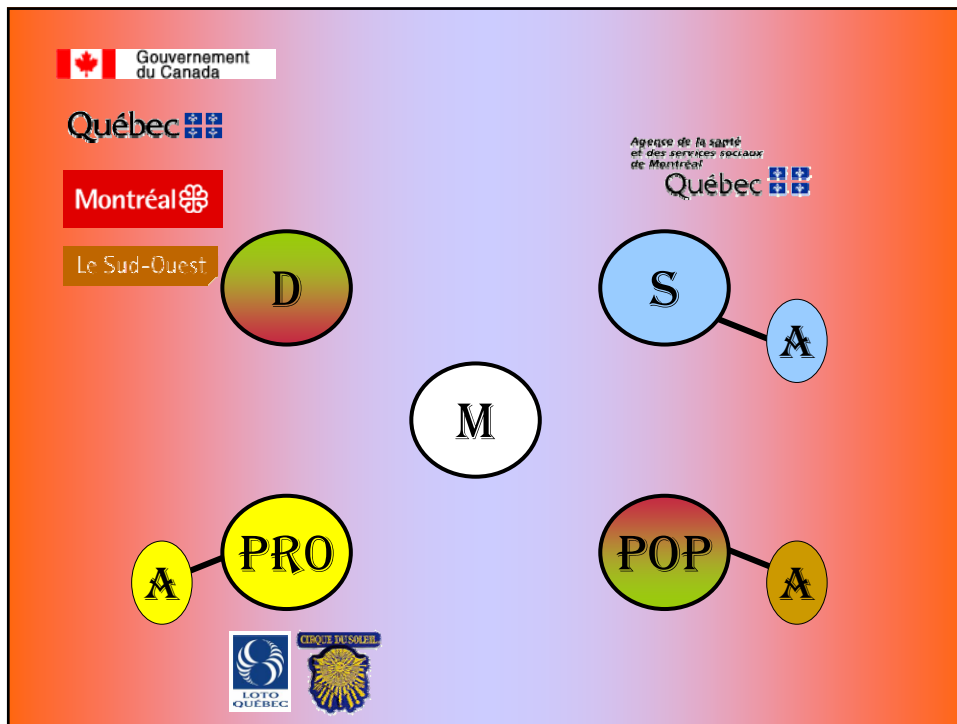 Gouvernement
du Canada
Québec
Montréal
Le Sud-Ouest
Agence de la santé
et des services sociaux
de Montréal
Québec
D
S
A
M
PRO
A
POP
A
LOTO
QUÉBEC
CIRQUE DU SOLEIL